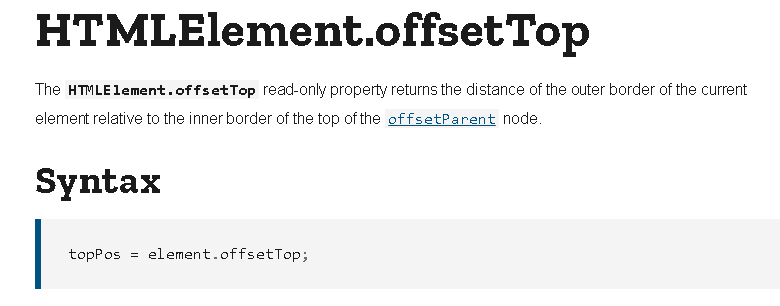 HTMLElement.offsetTop
The HTMLElement.offsetTop read-only property returns the distance of the outer border of the current
element relative to the inner border of the top of the offsetParent node.
Syntax
topPos = element.offsetTop;